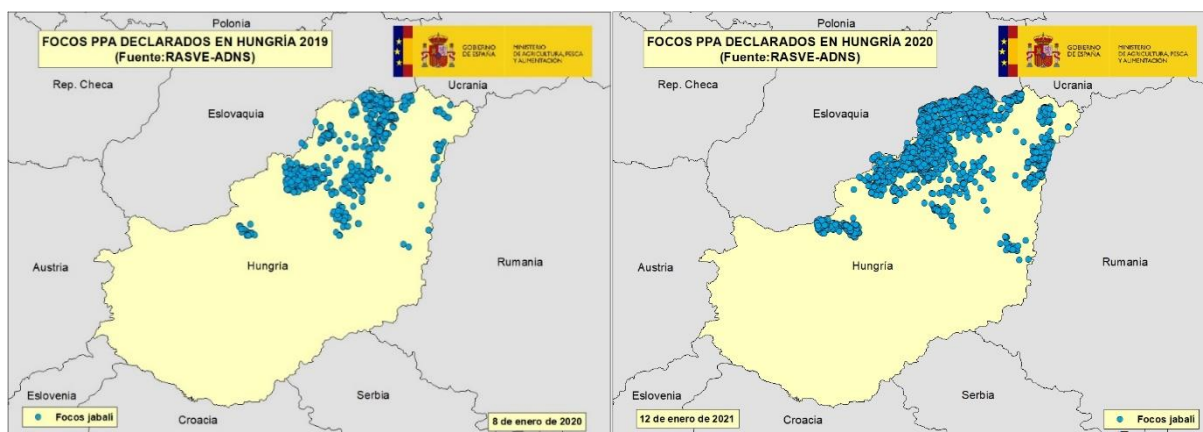 Polonia
FOCOS PPA DECLARADOS EN HUNGRÍA 2019
(Fuente:RASVE-ADNS)
GOBIERNO
DE ESPAÑA
MINISTERIO
DE AGRICULTURA, PESCA
Y ALIMENTACIÓN
Rep. Checa
Ucrania
Eslovaquia
Austria
Hungría
Rumania
Eslovenia
Serbia
Croacia
Focos jabalí
8 de enero de 2020
Polonia
FOCOS PPA DECLARADOS EN HUNGRÍA 2020
(Fuente:RASVE-ADNS)
GOBIERNO
DE ESPAÑA
MINISTERIO
DE AGRICULTURA, PESCA
Y ALIMENTACIÓN
Rep. Checa
Ucrania
Eslovaquia
Austria
Hungría
Rumania
Eslovenia
Serbia
Croacia
12 de enero de 2021
Focos jabalí